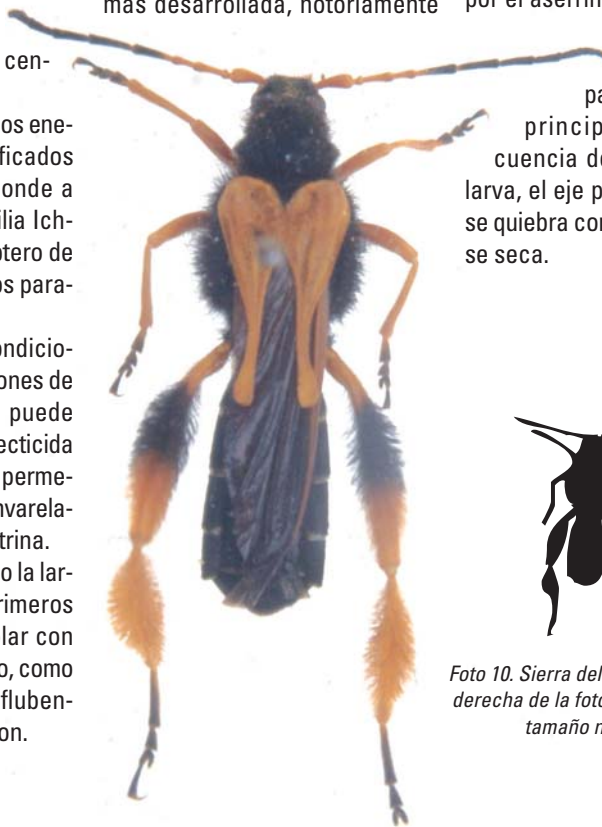 cen-
os ene-
ficados
onde a
ilia Ich-
ptero de
os para-
ondicio-
ones de
puede
ecticida
perme-
nvarela-
trina.
o la lar-
rimeros
lar con
o, como
fluben-
on.
más desarrollada, notoriamente
por el aserrín
pa
princip
cuencia de
larva, el eje p
se quiebra con
se seca.
Foto 10. Sierra del
derecha de la foto
tamaño n